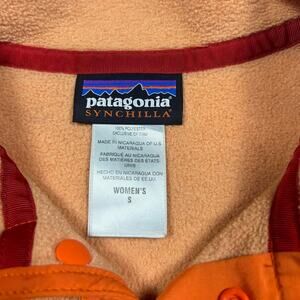 patagonia
SYNCHILLA
100% POLYESTER
EXCLUSIVE OF TRIM
MADE IN NICARAGUA OF U.S
MATERIALS
FABRIQUÉ AU NICARAGUA
DES MATIÈRES DES ÉTATS-
UNIS
HECHO EN NICARAGUA CON
MATERIALES DE EE.UU.
WOMEN'S
S